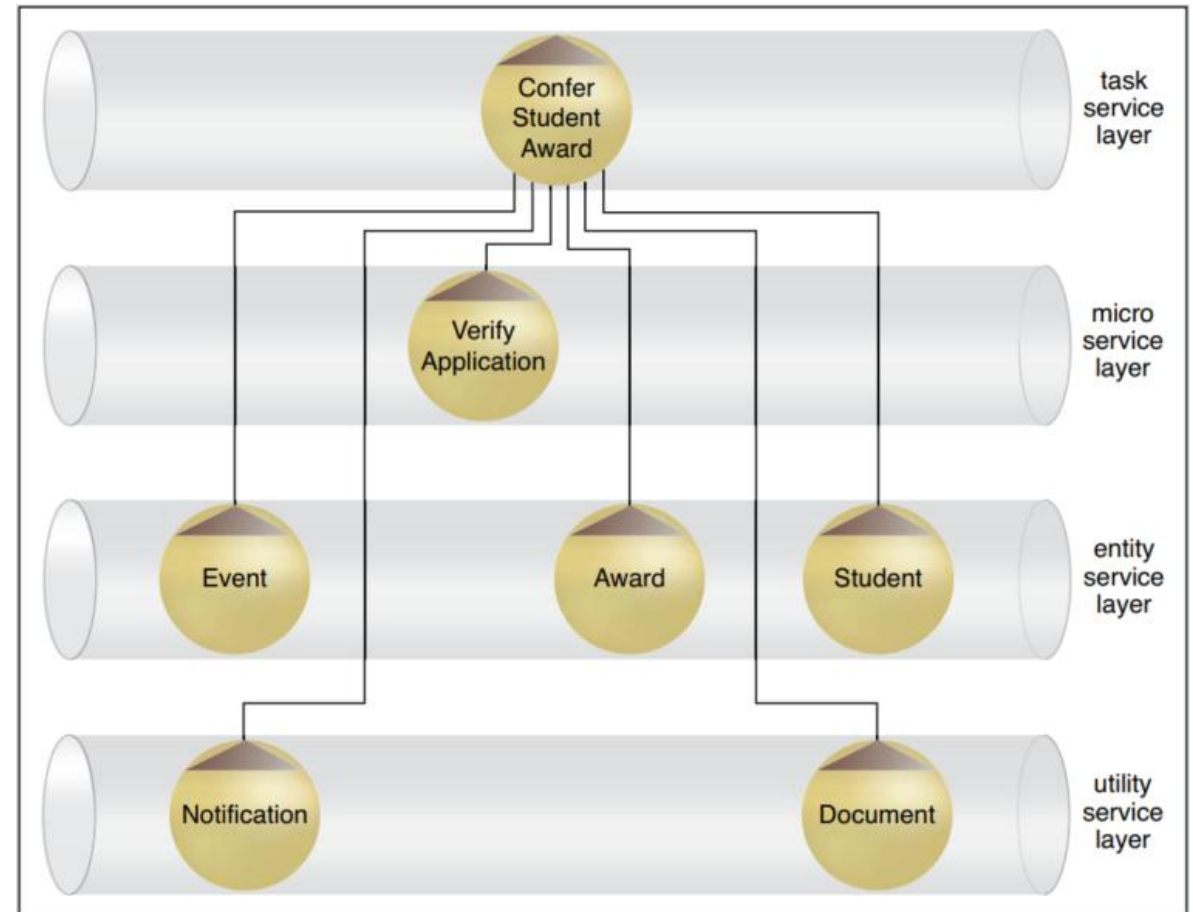 Confer
Student
Award
task
service
layer
Verify
Application
micro
service
layer
Event
Award
Student
entity
service
layer
Notification
Document
utility
service
layer